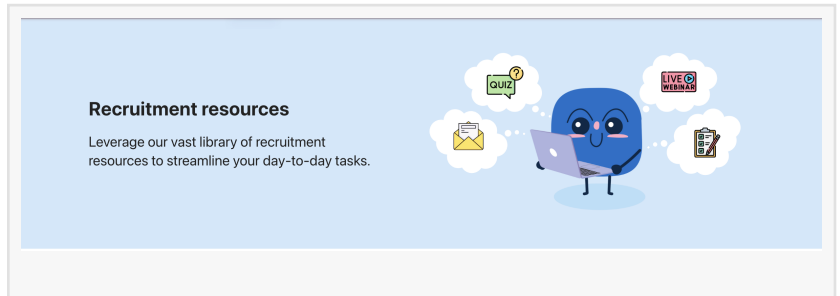 Recruitment resources
Leverage our vast library of recruitment
resources to streamline your day-to-day tasks.
QUIZ
?
LIVE
WEBINAR